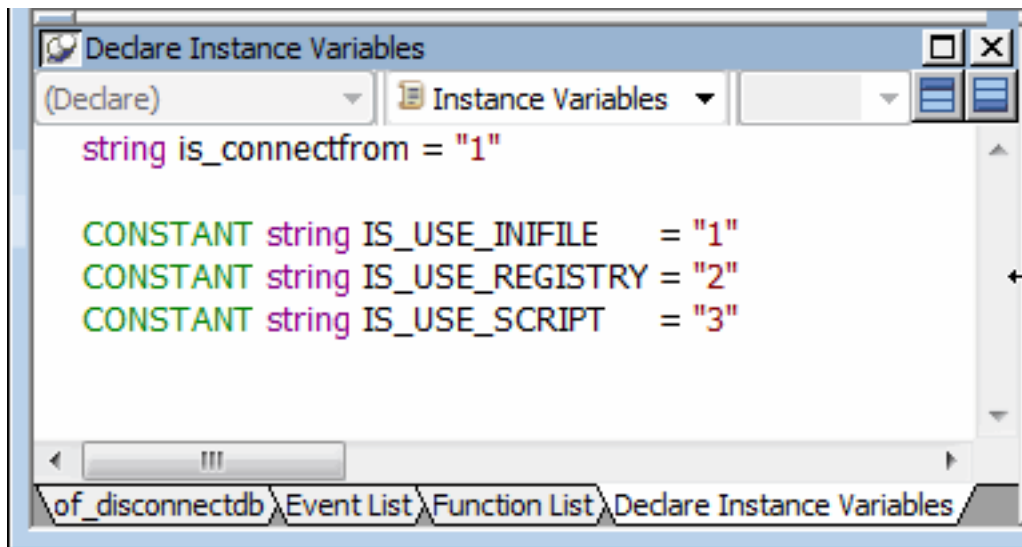 Declare Instance Variables
(Declare) Instance Variables
string is_connectfrom = "1"
CONSTANT string IS_USE_INIFILE = "1"
CONSTANT string IS_USE_REGISTRY = "2"
CONSTANT string IS_USE_SCRIPT = "3"
of_disconnectdb Event List Function List Declare Instance Variables